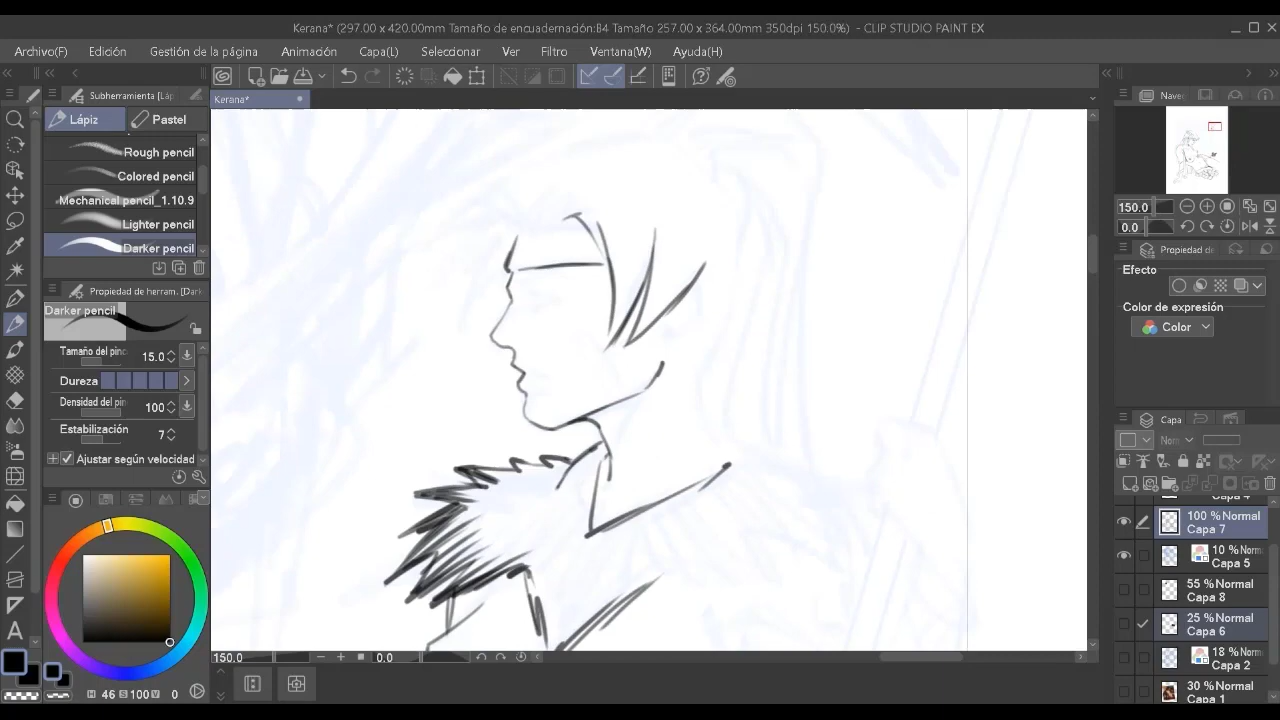 Kerana* (297.00 x 420.00mm Tamaño de encuadernación:B4 Tamaño 257.00 x 364.00mm 350dpi 150.0%) - CLIP STUDIO PAINT EX
Archivo(F) Edición Gestión de la página Animación Capa(L) Seleccionar Ver Filtro Ventana(W) Ayuda(H)
Subherramienta [Láp
Kerana*
Lápiz Pastel
Rough pencil
Colored pencil
Mechanical pencil_1.10.9
Lighter pencil
Darker pencil
Propiedad de herram. [Dark
Darker pencil
Tamaño del pinc 15.0
Dureza
Densidad del pin 100
Estabilización 7
Ajustar según velocidad
H 46 S 100 V 0
150.0 0.0
Nave
150.0
0.0
Propiedad de
Efecto
Color de expresión
Color
Capa
Nom
Capa 4
100 %Normal
Capa 7
10 %Norm
Capa 5
55 %Normal
Capa 8
25 %Normal
Capa 6
18 %Norm
Capa 2
30 %Normal
Capa 1